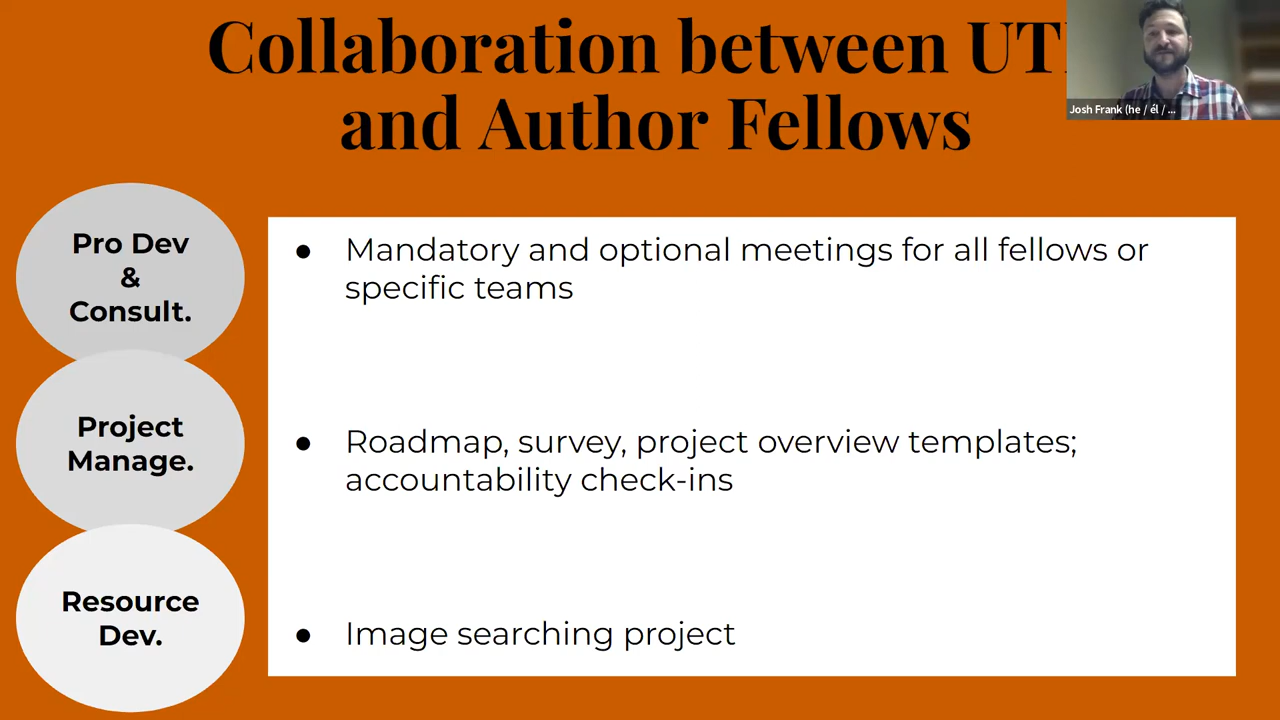 Collaboration between
and Author Fellows
Josh Frank (he / él / ...
Pro Dev
&
Consult.
● Mandatory and optional meetings for all fellows or
specific teams
Project
Manage.
● Roadmap, survey, project overview templates;
accountability check-ins
Resource
Dev.
● Image searching project